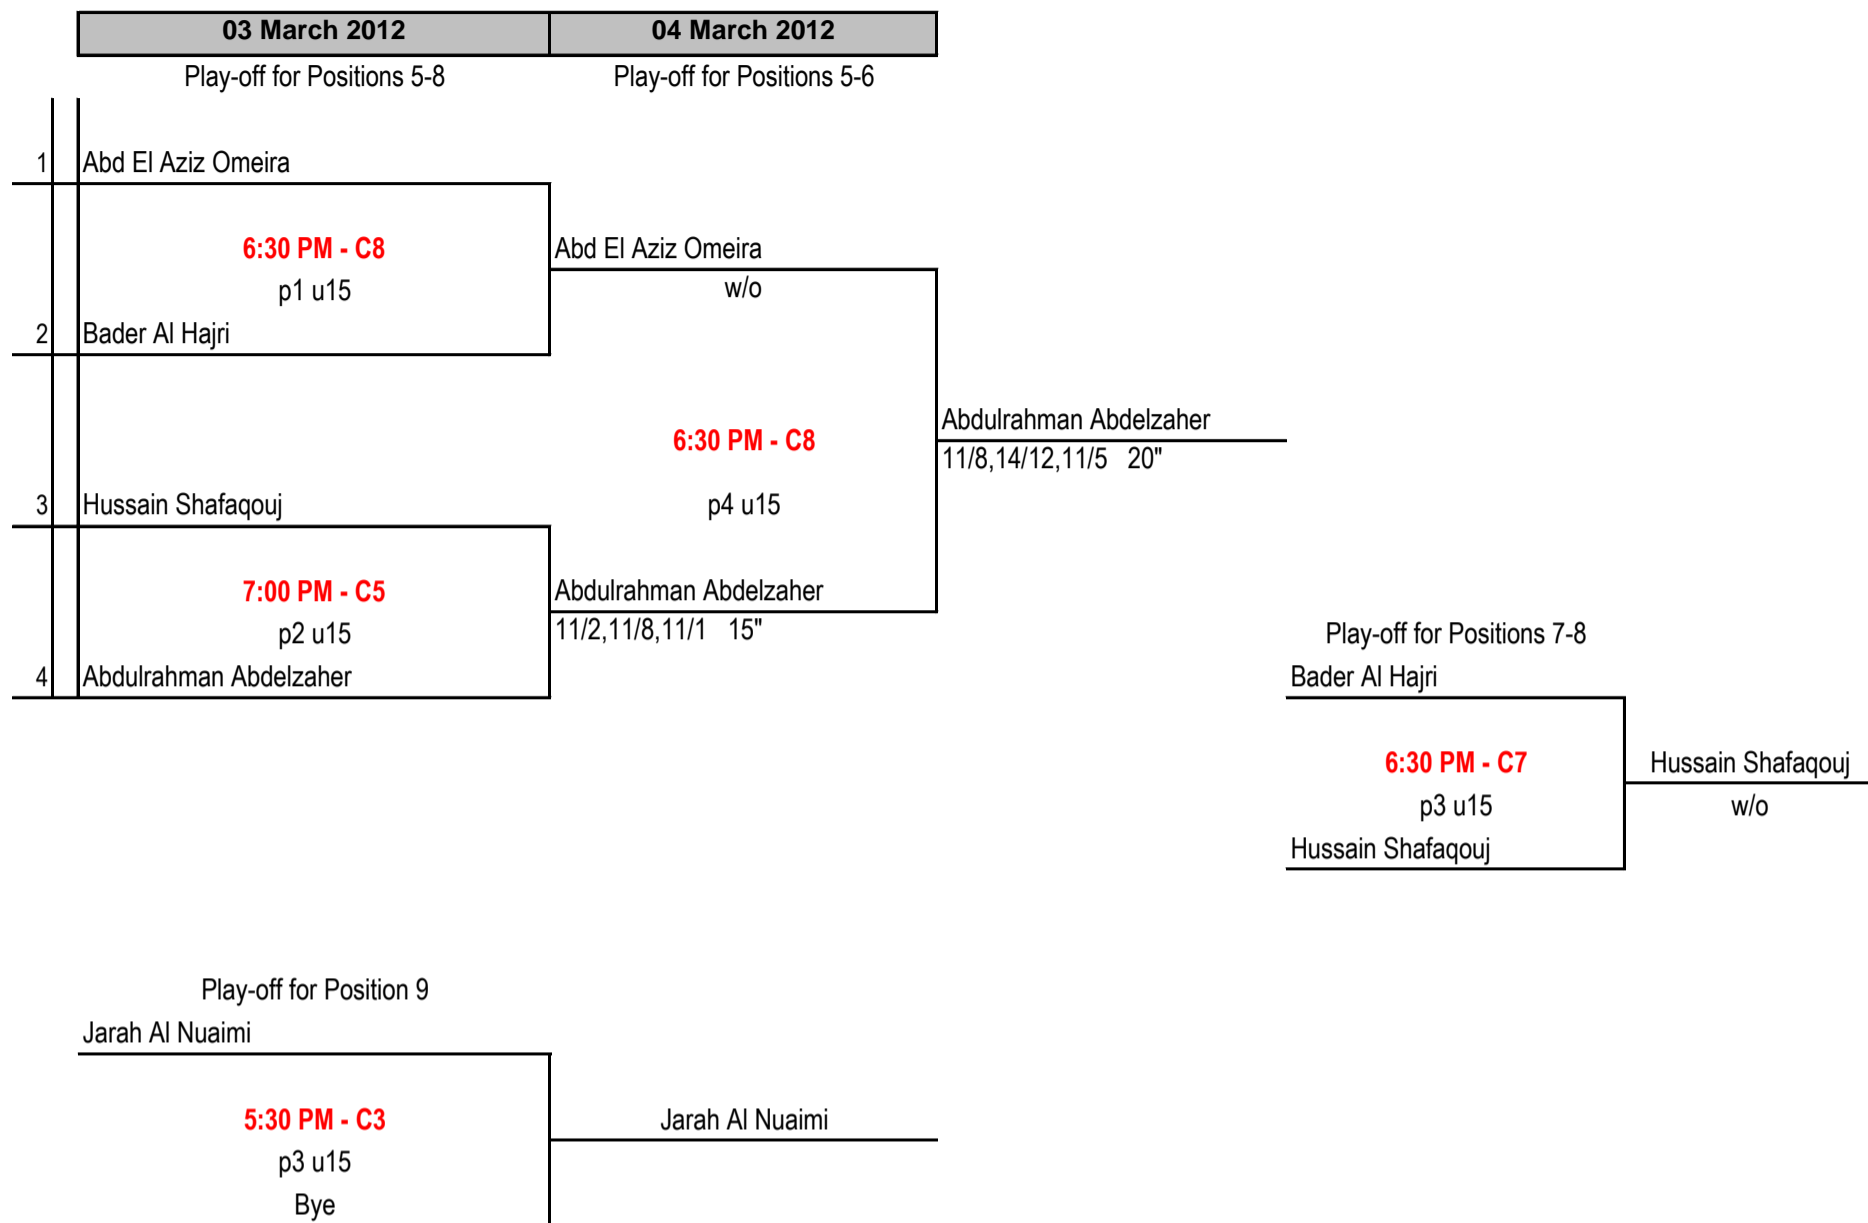 03 March 2012 04 March 2012
Play-off for Positions 5-8 Play-off for Positions 5-6
1 Abd El Aziz Omeira
6:30 PM - C8 Abd El Aziz Omeira
p1 u15 w/o
2 Bader Al Hajri
Abdulrahman Abdelzaher
6:30 PM - C8
11/8,14/12,11/5 20"
3 Hussain Shafaqouj p4 u15
7:00 PM - C5 Abdulrahman Abdelzaher
p2 u15 11/2,11/8,11/1 15" Play-off for Positions 7-8
4 Abdulrahman Abdelzaher Bader Al Hajri
6:30 PM - C7 Hussain Shafaqouj
p3 u15 w/o
Hussain Shafaqouj
Play-off for Position 9
Jarah Al Nuaimi
5:30 PM - C3 Jarah Al Nuaimi
p3 u15
Bye